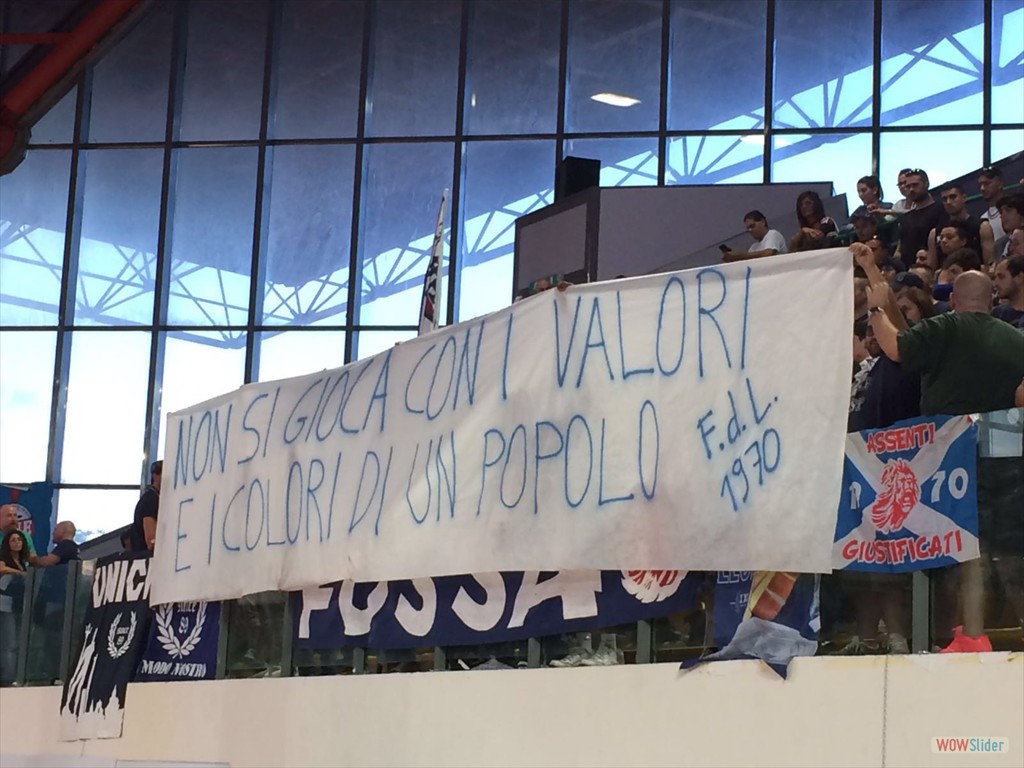 NON SI GIOCA CON I VALORI
E I COLORI DI UN POPOLO
F.d.L.
1970
ASSENTI
70
GIUSTIFICATI
FOSSA
MODO NOSTRO
WOWSlider